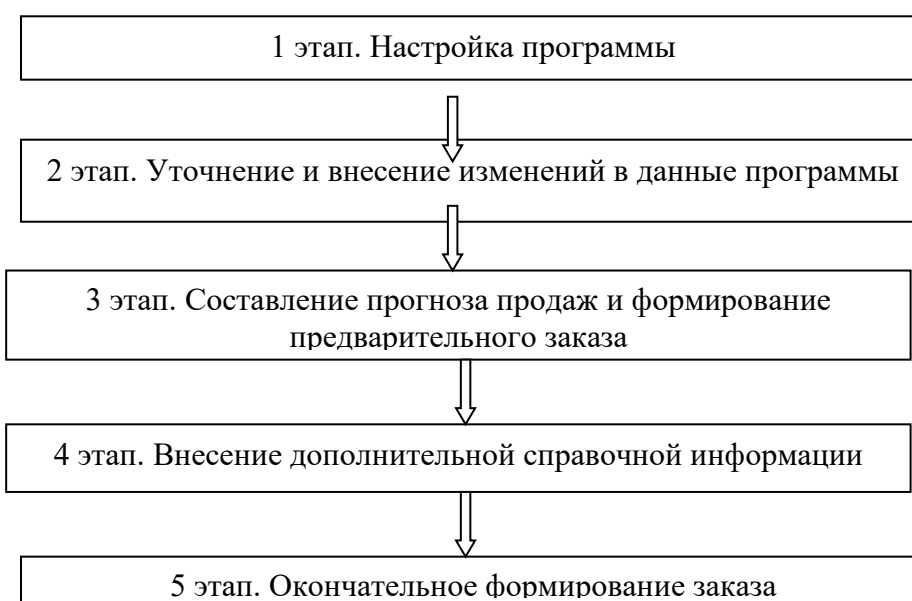 1 этап. Настройка программы
2 этап. Уточнение и внесение изменений в данные программы
3 этап. Составление прогноза продаж и формирование
предварительного заказа
4 этап. Внесение дополнительной справочной информации
5 этап. Окончательное формирование заказа